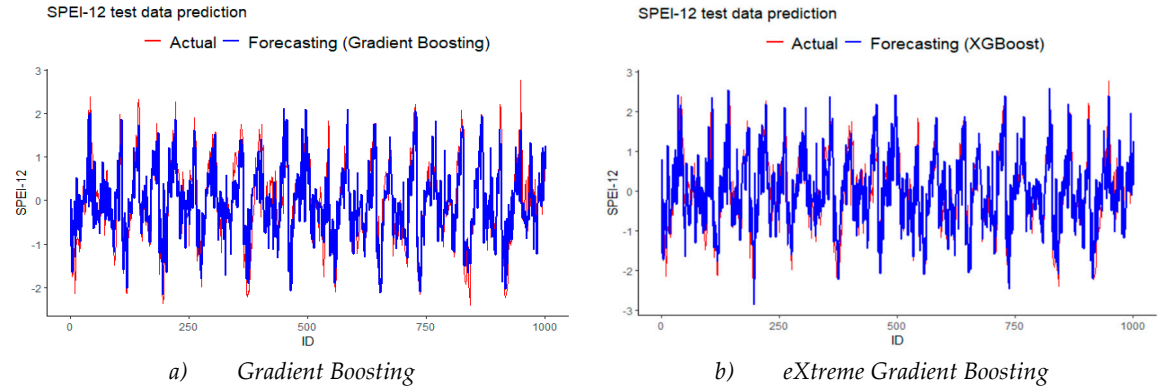 SPEI-12 test data prediction
Actual Forecasting (Gradient Boosting)
3
2
1
0
-1
-2
SPEI-12
0 250 500 750 1000
ID
a) Gradient Boosting
SPEI-12 test data prediction
Actual Forecasting (XGBoost)
3
2
1
0
-1
-2
-3
SPEI-12
0 250 500 750 1000
ID
b) eXtreme Gradient Boosting